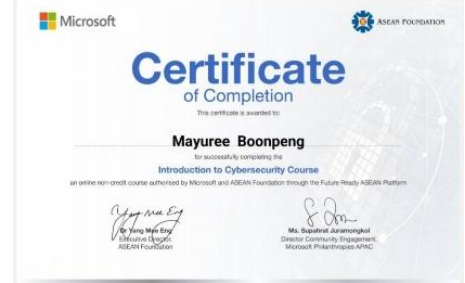 Microsoft
ASEAN FOUNDATION
Certificate
of Completion
This certificate is awarded to:
Mayuree Boonpeng
for successfully completing the
Introduction to Cybersecurity Course
an online non-credit course authorised by Microsoft and ASEAN Foundation through the Future Ready ASEAN Platform
Dr Yang Mee Eng
Executive Director,
ASEAN Foundation
Ms. Supahrat Juramongkol
Director Community Engagement,
Microsoft Philanthropies APAC